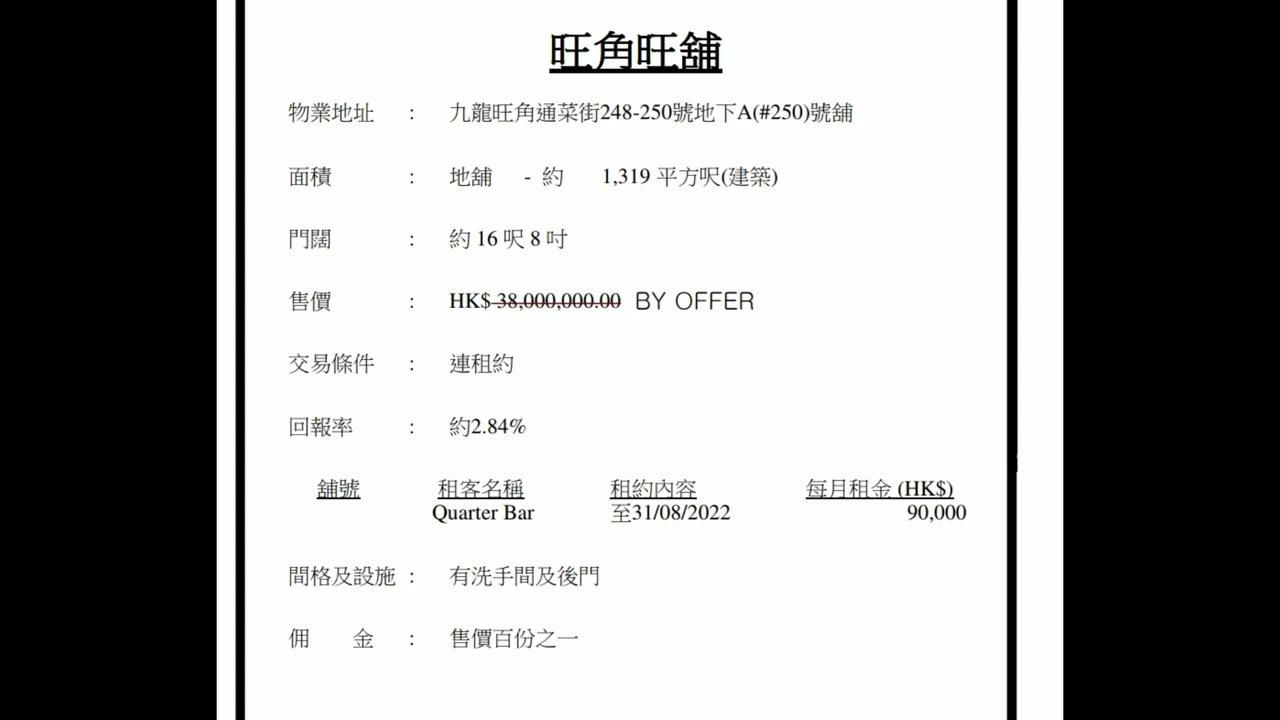 旺角旺舖
物業地址 : 九龍旺角通菜街248-250號地下A(#250)號舖
面積 : 地舖 - 約 1,319 平方呎(建築)
門闊 : 約 16 呎 8 吋
售價 : HK$ 38,000,000.00 BY OFFER
交易條件 : 連租約
回報率 : 約2.84%
舖號 租客名稱 租約內容 每月租金 (HK$)
Quarter Bar 至31/08/2022 90,000
間格及設施 : 有洗手間及後門
佣 金 : 售價百份之一